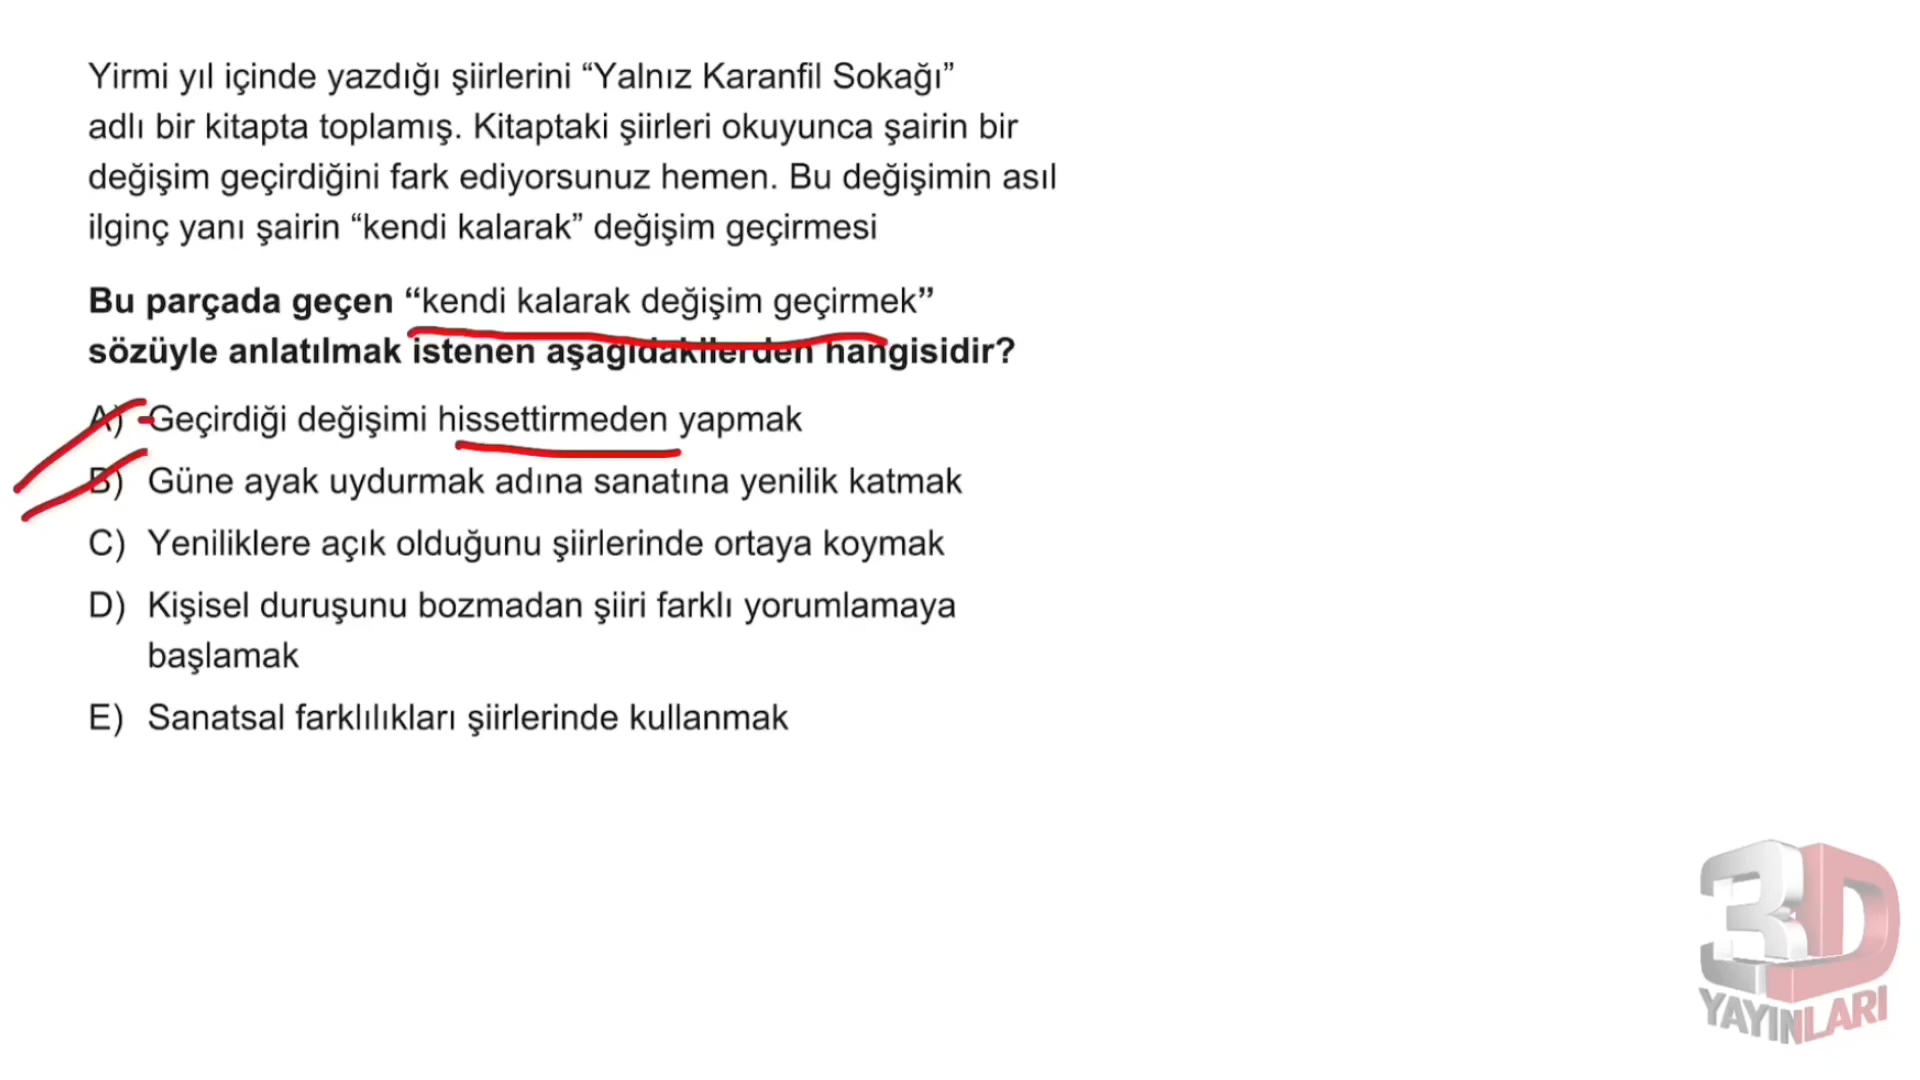 Yirmi yıl içinde yazdığı şiirlerini “Yalnız Karanfil Sokağı”
adlı bir kitapta toplamış. Kitaptaki şiirleri okuyunca şairin bir
değişim geçirdiğini fark ediyorsunuz hemen. Bu değişimin asıl
ilginç yanı şairin “kendi kalarak” değişim geçirmesi
Bu parçada geçen “kendi kalarak değişim geçirmek”
sözüyle anlatılmak istenen aşağıdakilerden hangisidir?
A) Geçirdiği değişimi hissettirmeden yapmak
B) Güne ayak uydurmak adına sanatına yenilik katmak
C) Yeniliklere açık olduğunu şiirlerinde ortaya koymak
D) Kişisel duruşunu bozmadan şiiri farklı yorumlamaya
başlamak
E) Sanatsal farklılıkları şiirlerinde kullanmak
3D
YAYINLARI